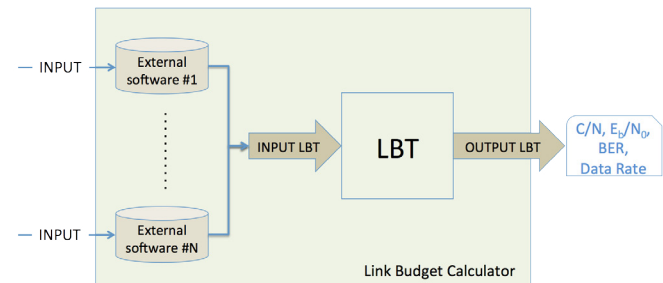 INPUT
External
software #1
INPUT LBT
LBT
OUTPUT LBT
C/N, Eb/N0,
BER,
Data Rate
INPUT
External
software #N
Link Budget Calculator